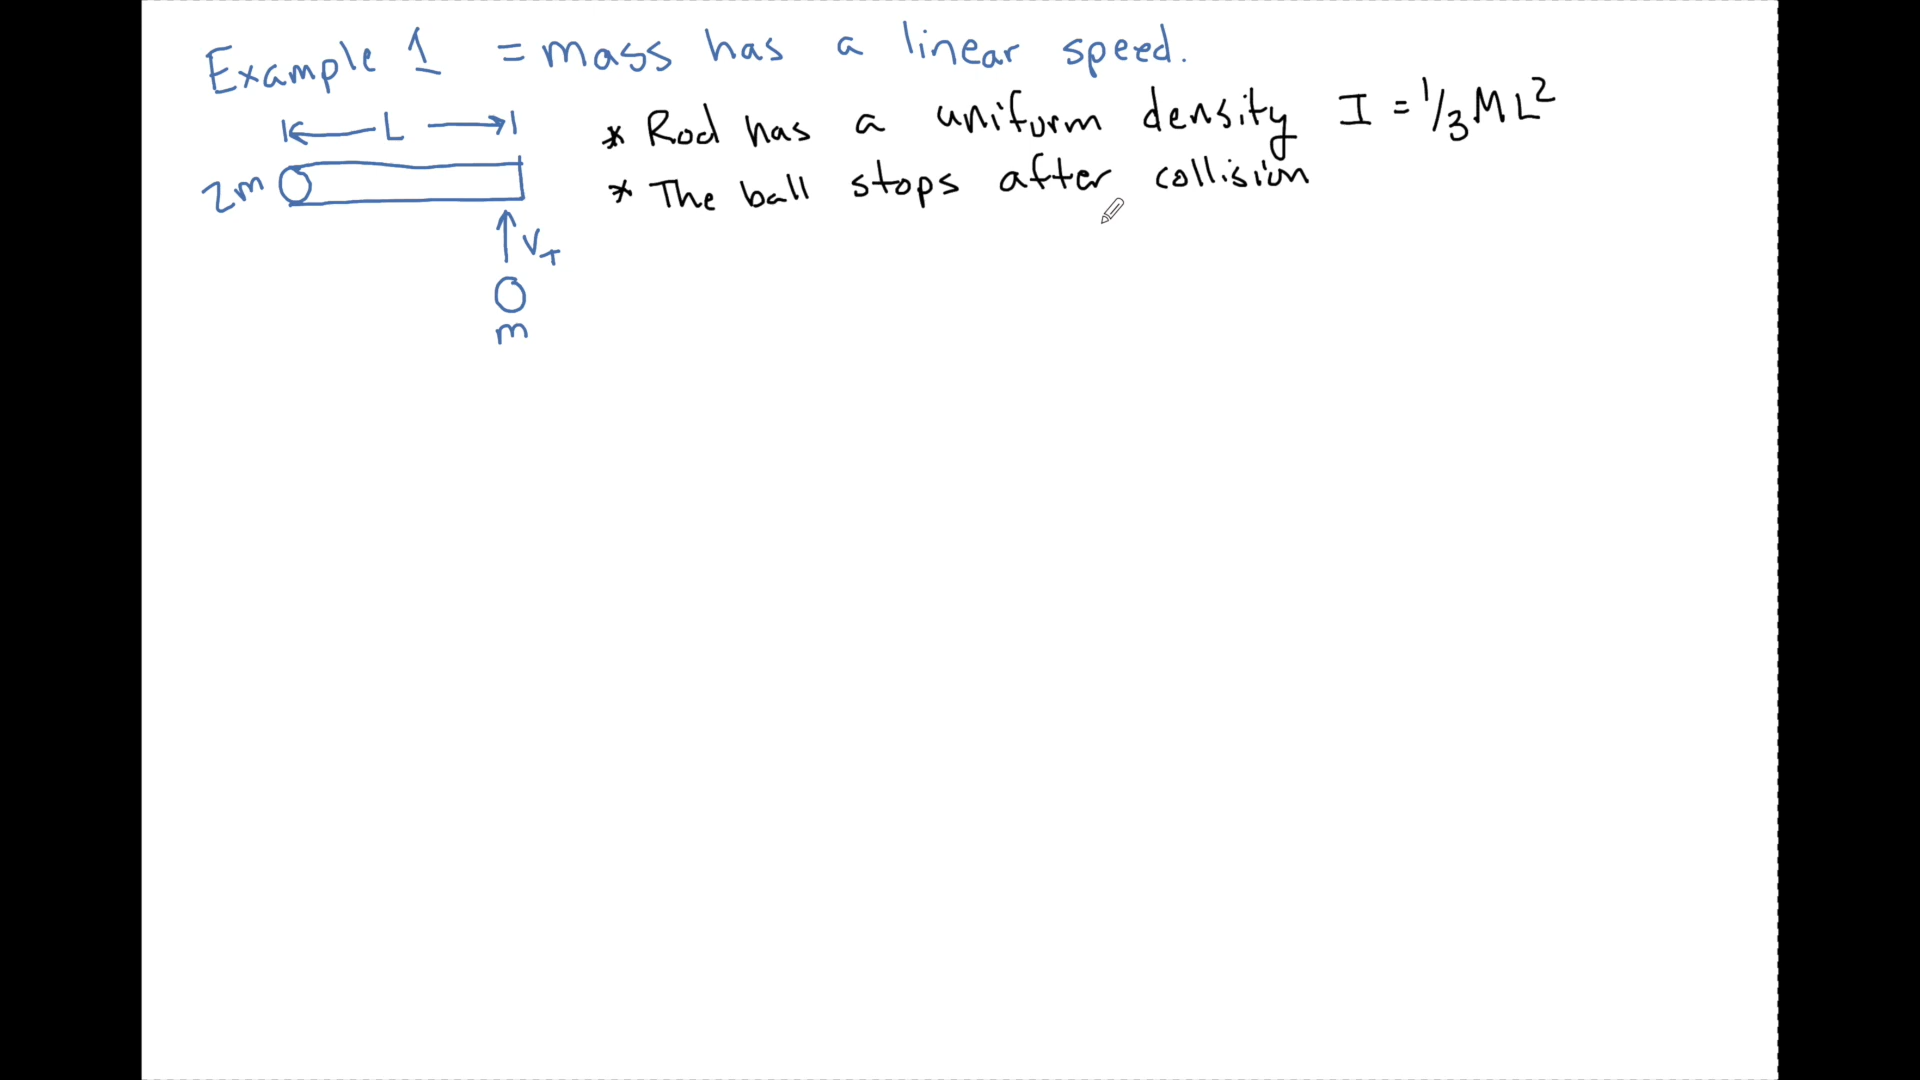 Example 1 = mass has a linear speed.
* Rod has a uniform density I = 1/3 ML²
* The ball stops after collision
L
2m
V_T
m